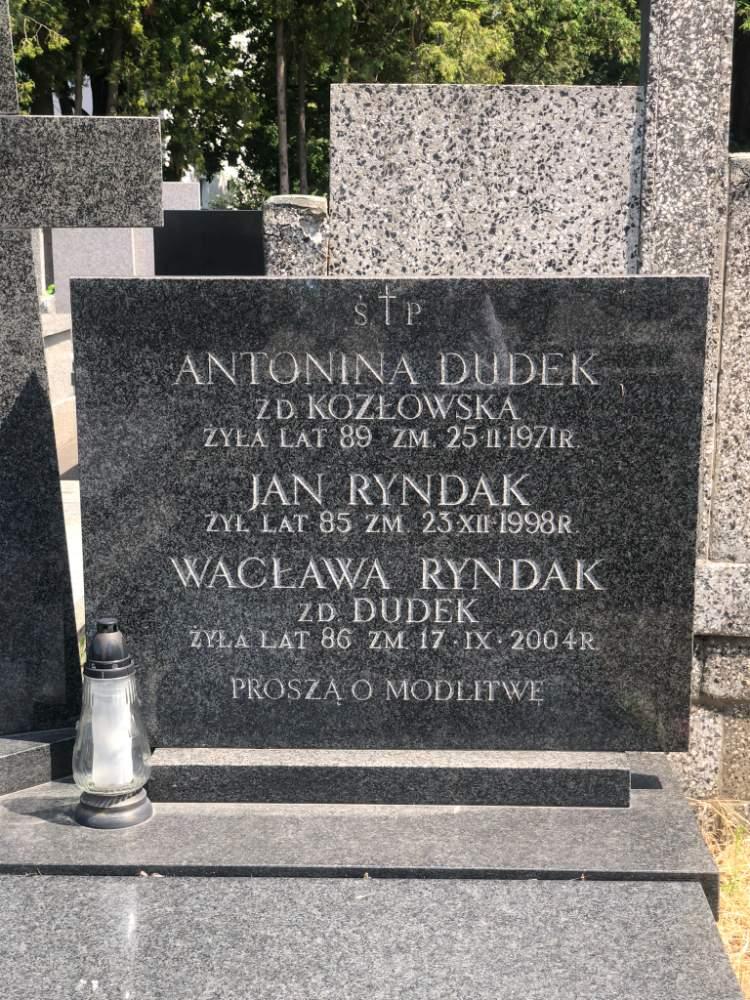 Ś † P
ANTONINA DUDEK
ZD. KOZŁOWSKA
ŻYŁA LAT 89 ZM. 25·II·1971R.
JAN RYNDAK
ŻYŁ LAT 85 ZM. 23·XII·1998R.
WACŁAWA RYNDAK
ZD DUDEK
ŻYŁA LAT 86 ZM. 17·IX·2004R.
PROSZĄ O MODLITWĘ